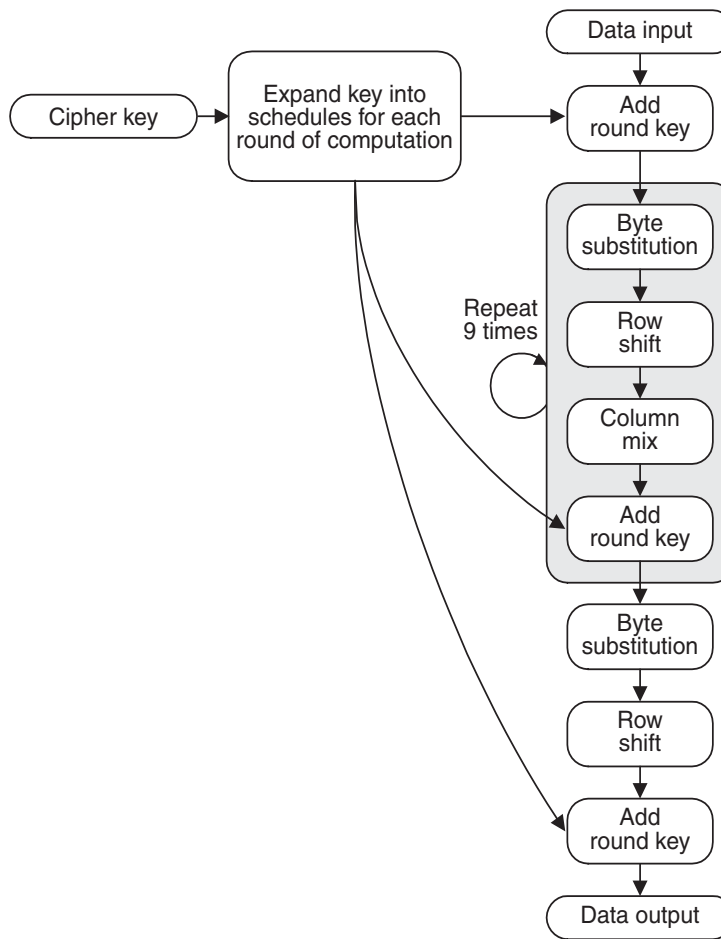 Data input
Cipher key
Expand key into
schedules for each
round of computation
Add
round key
Byte
substitution
Repeat
9 times
Row
shift
Column
mix
Add
round key
Byte
substitution
Row
shift
Add
round key
Data output